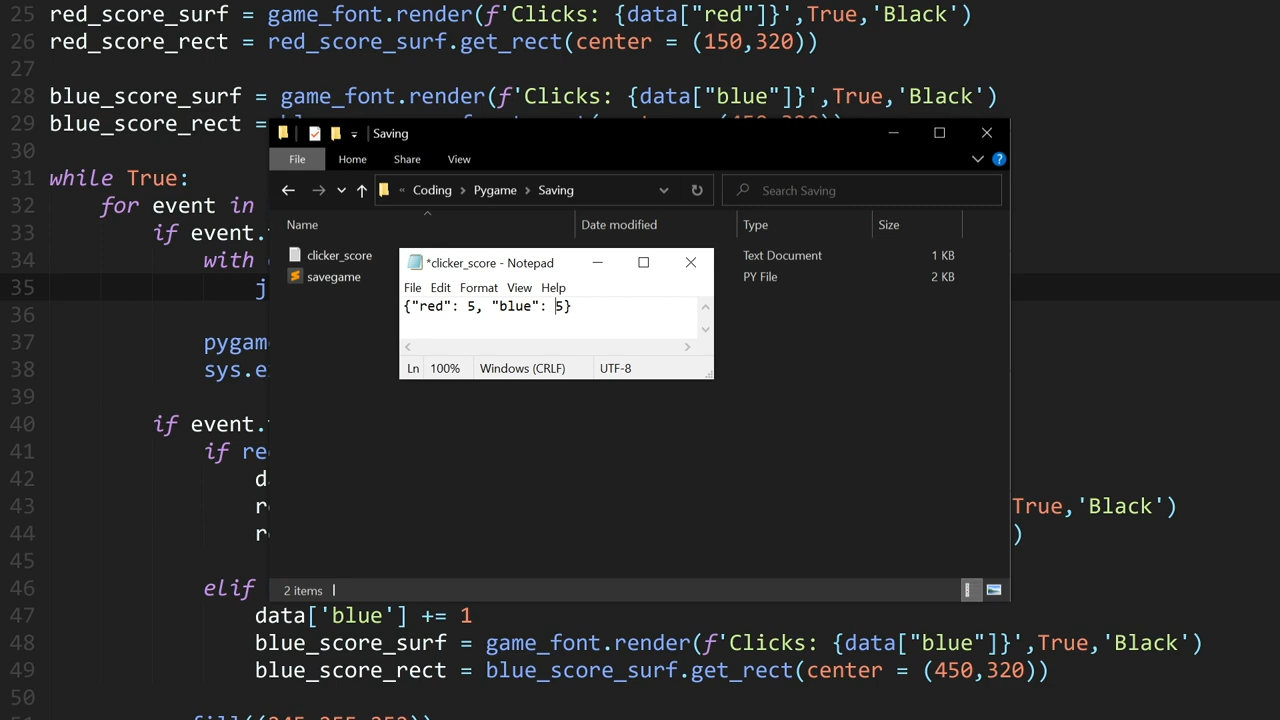 25 red_score_surf = game_font.render(f'Clicks: {data["red"]}',True,'Black')
26 red_score_rect = red_score_surf.get_rect(center = (150,320))
27
28 blue_score_surf = game_font.render(f'Clicks: {data["blue"]}',True,'Black')
29 blue_score_rect =
30
31 while True:
32 for event in
33 if event.
34 with
35 j
36
37 pygam
38 sys.e
39
40 if event.
41 if re
42 d
43 r True,'Black')
44 r )
45
46 elif
47 data['blue'] += 1
48 blue_score_surf = game_font.render(f'Clicks: {data["blue"]}',True,'Black')
49 blue_score_rect = blue_score_surf.get_rect(center = (450,320))
50
Saving
File Home Share View
« Coding > Pygame > Saving
Search Saving
Name Date modified Type Size
clicker_score Text Document 1 KB
savegame PY File 2 KB
*clicker_score - Notepad
File Edit Format View Help
{"red": 5, "blue": 5}
Ln 100% Windows (CRLF) UTF-8
2 items